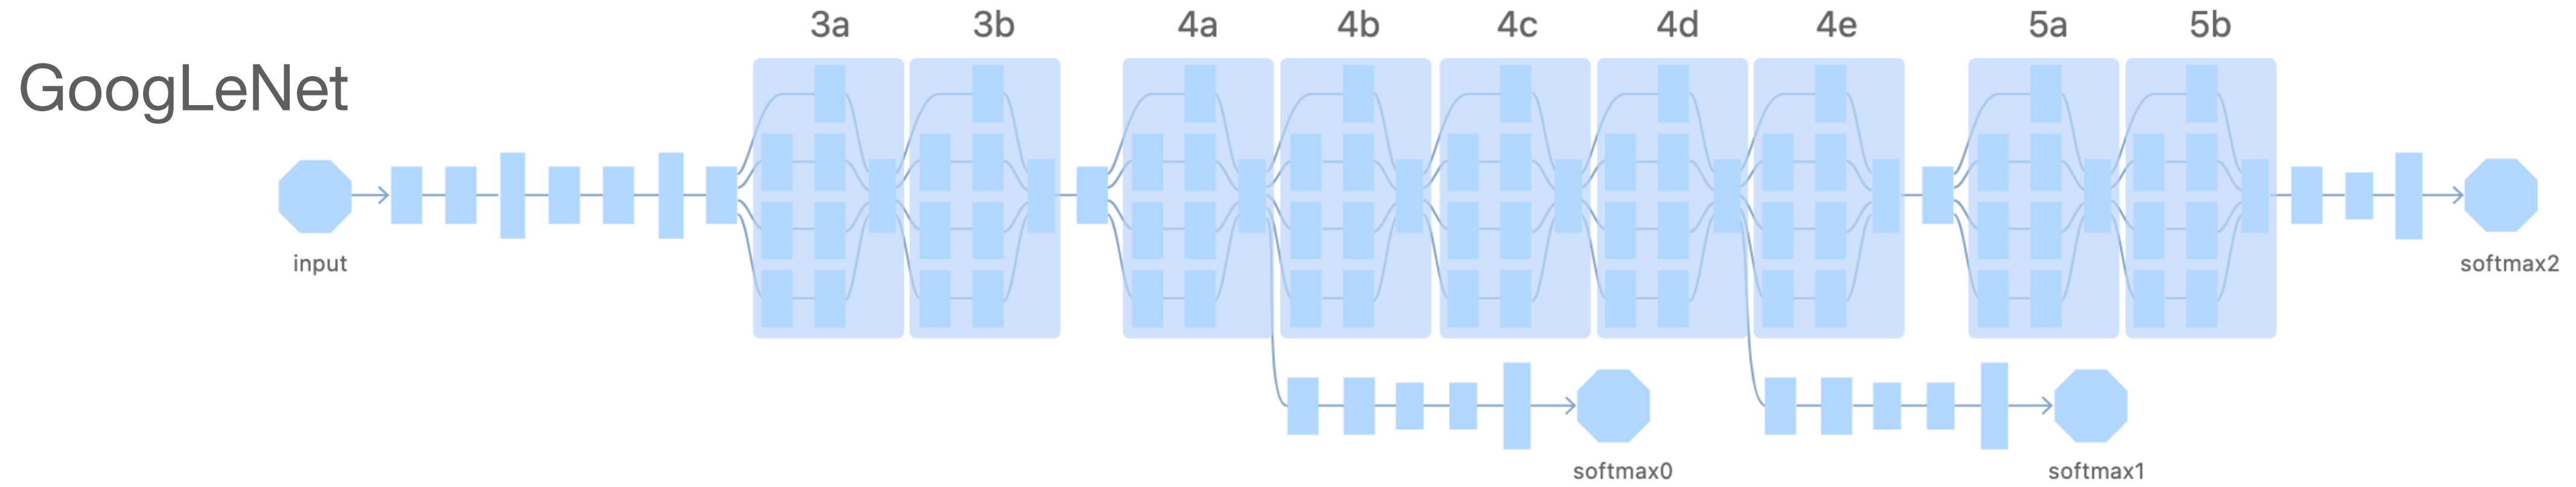 3a 3b 4a 4b 4c 4d 4e 5a 5b
GoogLeNet
input
softmax2
softmax0
softmax1